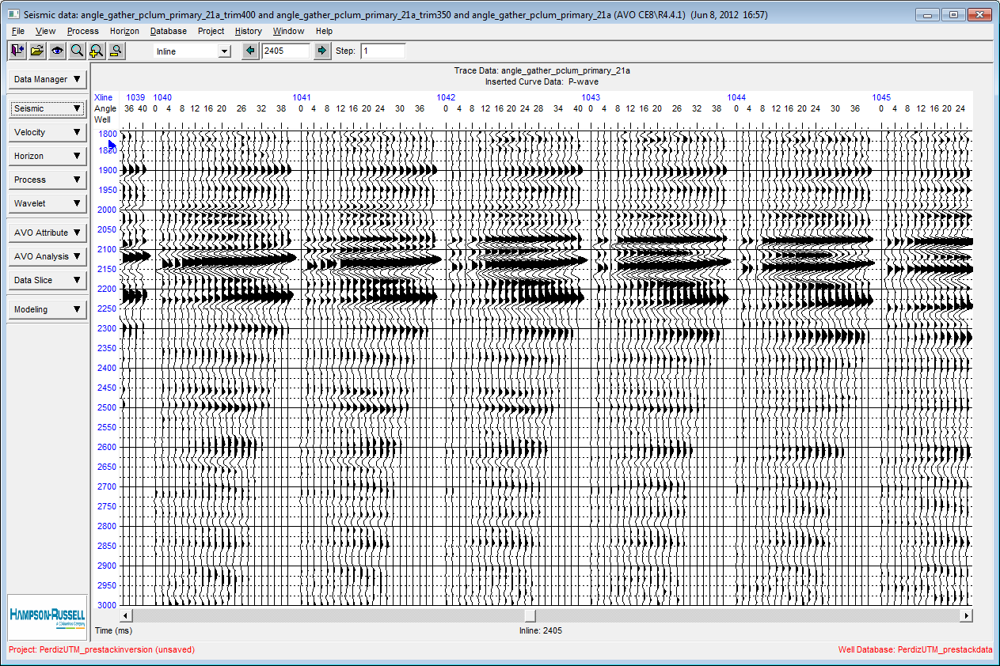 Seismic data: angle_gather_pclum_primary_21a_trim400 and angle_gather_pclum_primary_21a_trim350 and angle_gather_pclum_primary_21a (AVO CE8\R4.4.1) (Jun 8, 2012 16:57)
File View Process Horizon Database Project History Window Help
Inline 2405 Step: 1
Data Manager
Seismic
Velocity
Horizon
Process
Wavelet
AVO Attribute
AVO Analysis
Data Slice
Modeling
Trace Data: angle_gather_pclum_primary_21a
Inserted Curve Data: P-wave
Xline 1039 1040 1041 1042 1043 1044 1045
Angle 36 40 0 4 8 12 16 20 26 32 38 0 4 8 12 16 20 24 30 36 0 4 8 12 16 20 24 28 34 40 0 4 8 12 16 20 26 32 38 0 4 8 12 16 20 24 30 36 0 4 8 12 16 20 24
Well
1800
1850
1900
1950
2000
2050
2100
2150
2200
2250
2300
2350
2400
2450
2500
2550
2600
2650
2700
2750
2800
2850
2900
2950
3000
Time (ms)
Inline: 2405
HAMPSON-RUSSELL
Project: PerdizUTM_prestackinversion (unsaved)
Well Database: PerdizUTM_prestackdata